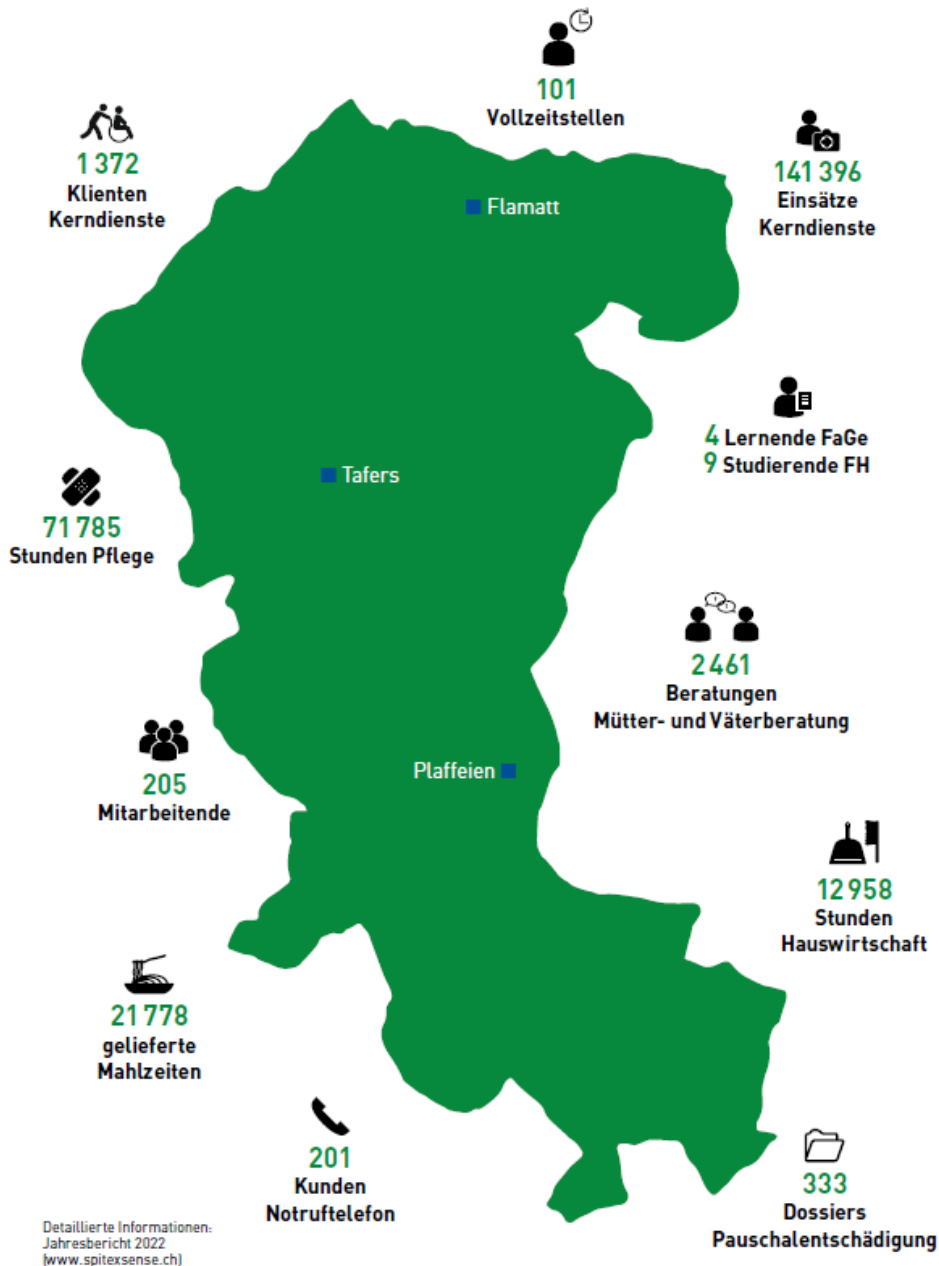 101
Vollzeitstellen
1 372
Klienten
Kerndienste
141 396
Einsätze
Kerndienste
Flamatt
4 Lernende FaGe
9 Studierende FH
Tafers
71 785
Stunden Pflege
2 461
Beratungen
Mütter- und Väterberatung
205
Mitarbeitende
Plaffeien
12 958
Stunden
Hauswirtschaft
21 778
gelieferte
Mahlzeiten
201
Kunden
Notruftelefon
333
Dossiers
Pauschalentschädigung
Detaillierte Informationen:
Jahresbericht 2022
(www.spitexsense.ch)